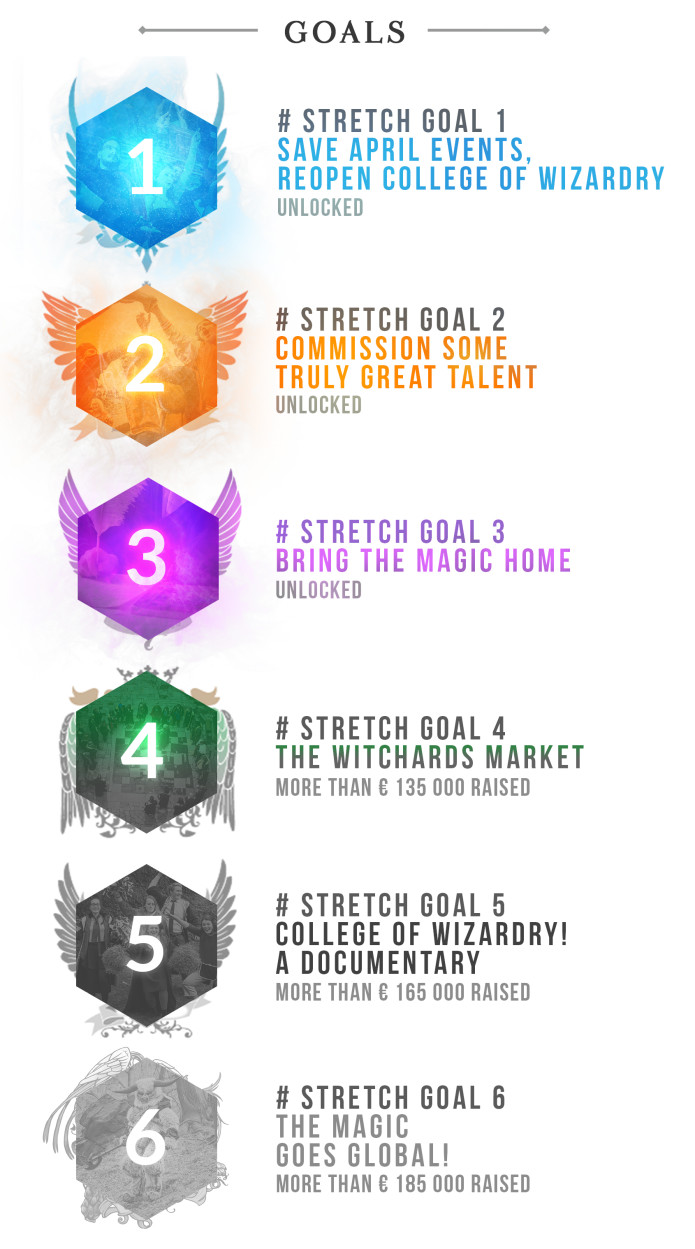 GOALS
1
# STRETCH GOAL 1
SAVE APRIL EVENTS,
REOPEN COLLEGE OF WIZARDRY
UNLOCKED
2
# STRETCH GOAL 2
COMMISSION SOME
TRULY GREAT TALENT
UNLOCKED
3
# STRETCH GOAL 3
BRING THE MAGIC HOME
UNLOCKED
4
# STRETCH GOAL 4
THE WITCHARDS MARKET
MORE THAN € 135 000 RAISED
5
# STRETCH GOAL 5
COLLEGE OF WIZARDRY!
A DOCUMENTARY
MORE THAN € 165 000 RAISED
6
# STRETCH GOAL 6
THE MAGIC
GOES GLOBAL!
MORE THAN € 185 000 RAISED